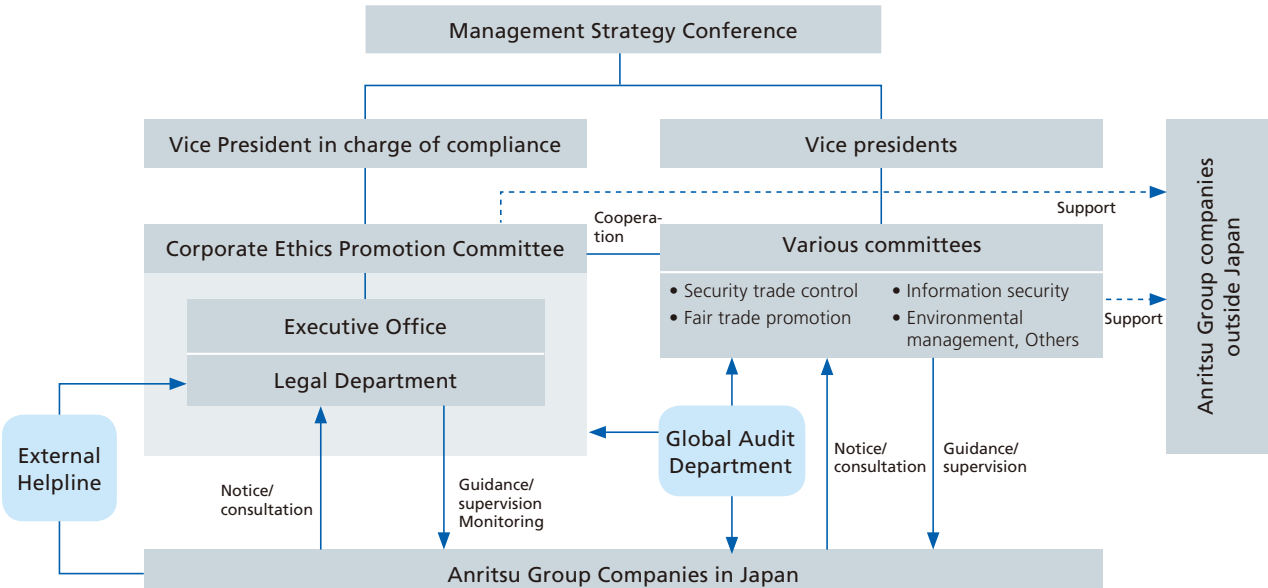 Management Strategy Conference
Vice President in charge of compliance
Vice presidents
Support
Coopera-
tion
Corporate Ethics Promotion Committee
Various committees
• Security trade control
• Fair trade promotion
• Information security
• Environmental
management, Others
Support
Anritsu Group companies
outside Japan
Executive Office
Legal Department
External
Helpline
Global Audit
Department
Notice/
consultation
Guidance/
supervision
Monitoring
Notice/
consultation
Guidance/
supervision
Anritsu Group Companies in Japan